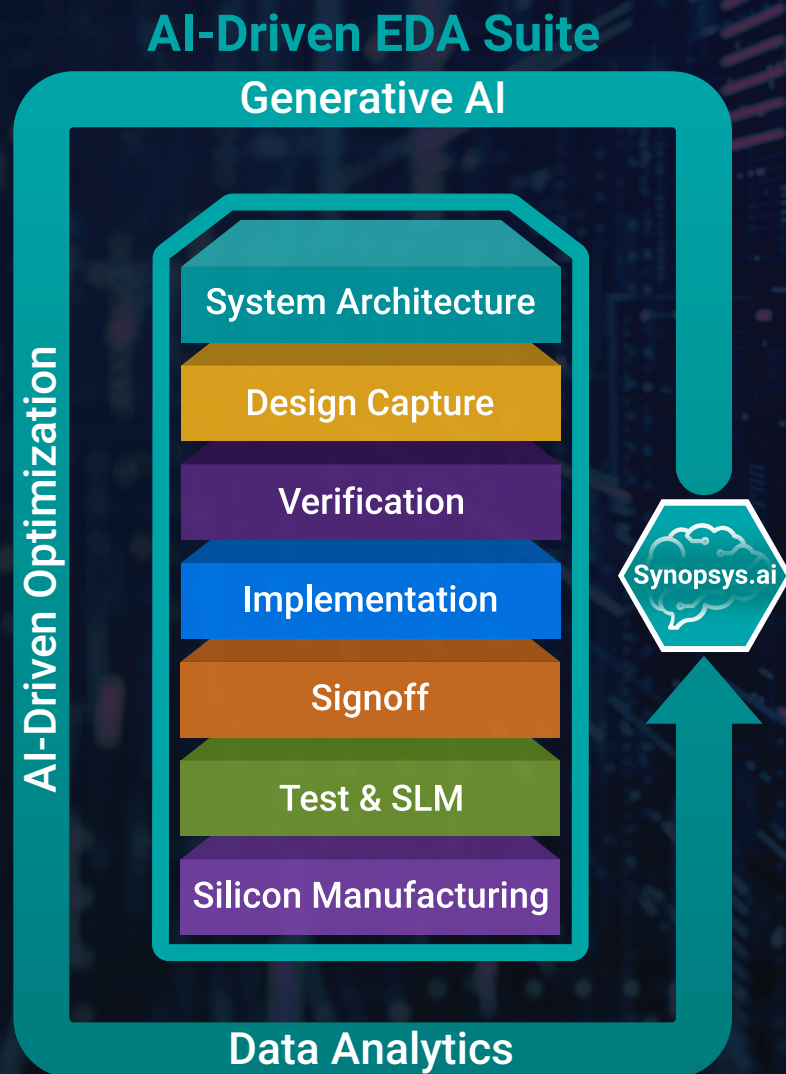 AI-Driven EDA Suite
Generative AI
System Architecture
Design Capture
Verification
Implementation
Signoff
Test & SLM
Silicon Manufacturing
AI-Driven Optimization
Synopsys.ai
Data Analytics